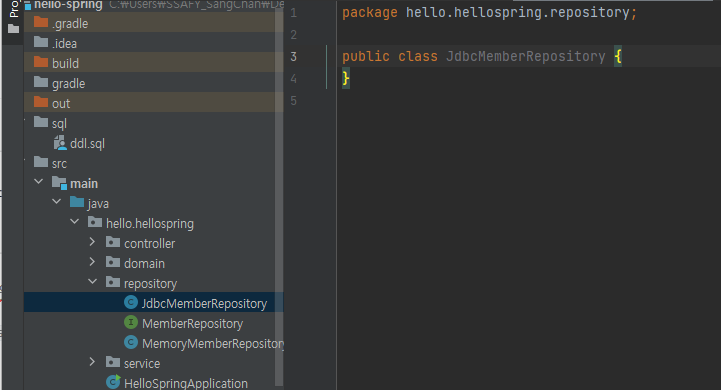 hello-spring C:₩Users₩SSAFY_SangChan₩De
.gradle
.idea
build
gradle
out
sql
ddl.sql
src
main
java
hello.hellospring
controller
domain
repository
JdbcMemberRepository
MemberRepository
MemoryMemberRepository
service
HelloSpringApplication
Pro
1 package hello.hellospring.repository;
2
3 public class JdbcMemberRepository {
4 }
5